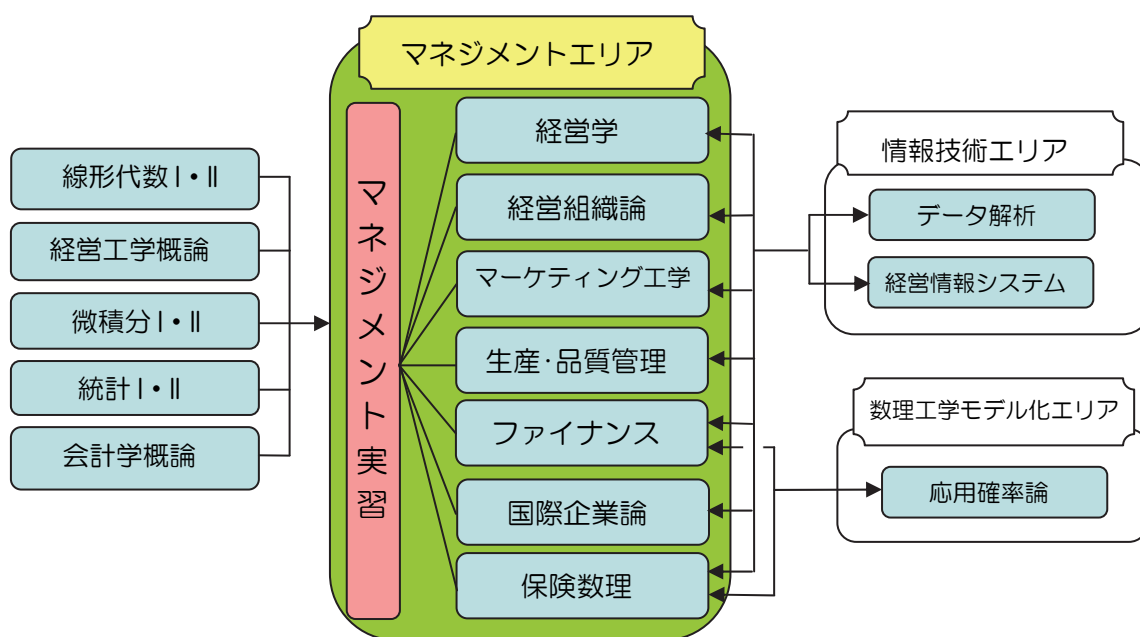 マネジメントエリア
線形代数Ⅰ・Ⅱ
経営工学概論
微積分Ⅰ・Ⅱ
統計Ⅰ・Ⅱ
会計学概論
マネジメント実習
経営学
経営組織論
マーケティング工学
生産・品質管理
ファイナンス
国際企業論
保険数理
情報技術エリア
データ解析
経営情報システム
数理工学モデル化エリア
応用確率論